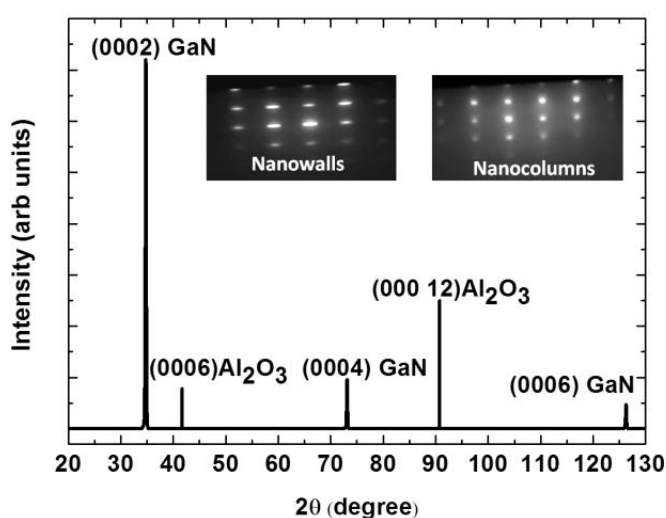 (0002) GaN
Nanowalls
Nanocolumns
Intensity (arb units)
(000 12)Al₂O₃
(0006)Al₂O₃
(0004) GaN
(0006) GaN
20 30 40 50 60 70 80 90 100 110 120 130
2θ (degree)